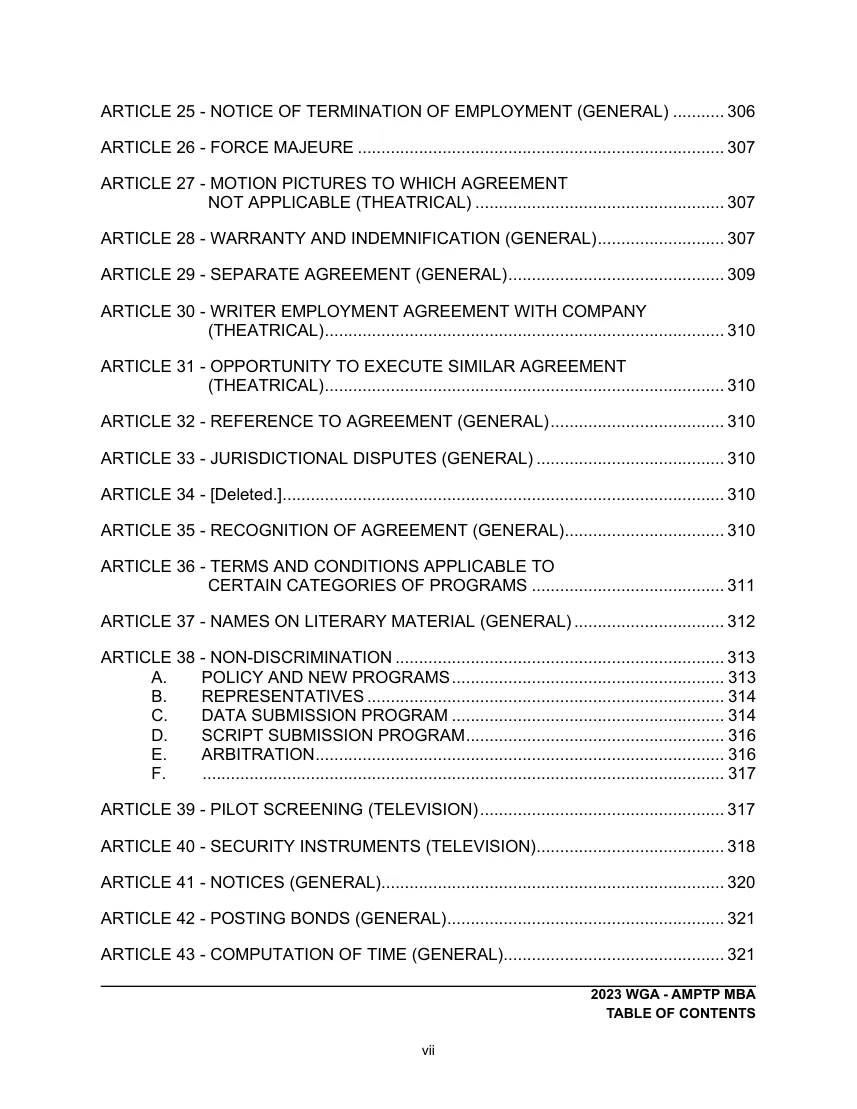 ARTICLE 25 - NOTICE OF TERMINATION OF EMPLOYMENT (GENERAL) ........... 306
ARTICLE 26 - FORCE MAJEURE .............................................................................. 307
ARTICLE 27 - MOTION PICTURES TO WHICH AGREEMENT
NOT APPLICABLE (THEATRICAL) ..................................................... 307
ARTICLE 28 - WARRANTY AND INDEMNIFICATION (GENERAL)........................... 307
ARTICLE 29 - SEPARATE AGREEMENT (GENERAL).............................................. 309
ARTICLE 30 - WRITER EMPLOYMENT AGREEMENT WITH COMPANY
(THEATRICAL)..................................................................................... 310
ARTICLE 31 - OPPORTUNITY TO EXECUTE SIMILAR AGREEMENT
(THEATRICAL)..................................................................................... 310
ARTICLE 32 - REFERENCE TO AGREEMENT (GENERAL)..................................... 310
ARTICLE 33 - JURISDICTIONAL DISPUTES (GENERAL) ........................................ 310
ARTICLE 34 - [Deleted.].............................................................................................. 310
ARTICLE 35 - RECOGNITION OF AGREEMENT (GENERAL).................................. 310
ARTICLE 36 - TERMS AND CONDITIONS APPLICABLE TO
CERTAIN CATEGORIES OF PROGRAMS ......................................... 311
ARTICLE 37 - NAMES ON LITERARY MATERIAL (GENERAL) ................................ 312
ARTICLE 38 - NON-DISCRIMINATION ...................................................................... 313
A. POLICY AND NEW PROGRAMS.......................................................... 313
B. REPRESENTATIVES ............................................................................ 314
C. DATA SUBMISSION PROGRAM .......................................................... 314
D. SCRIPT SUBMISSION PROGRAM....................................................... 316
E. ARBITRATION....................................................................................... 316
F. ............................................................................................................... 317
ARTICLE 39 - PILOT SCREENING (TELEVISION).................................................... 317
ARTICLE 40 - SECURITY INSTRUMENTS (TELEVISION)........................................ 318
ARTICLE 41 - NOTICES (GENERAL)......................................................................... 320
ARTICLE 42 - POSTING BONDS (GENERAL)........................................................... 321
ARTICLE 43 - COMPUTATION OF TIME (GENERAL)............................................... 321
2023 WGA - AMPTP MBA
TABLE OF CONTENTS
vii